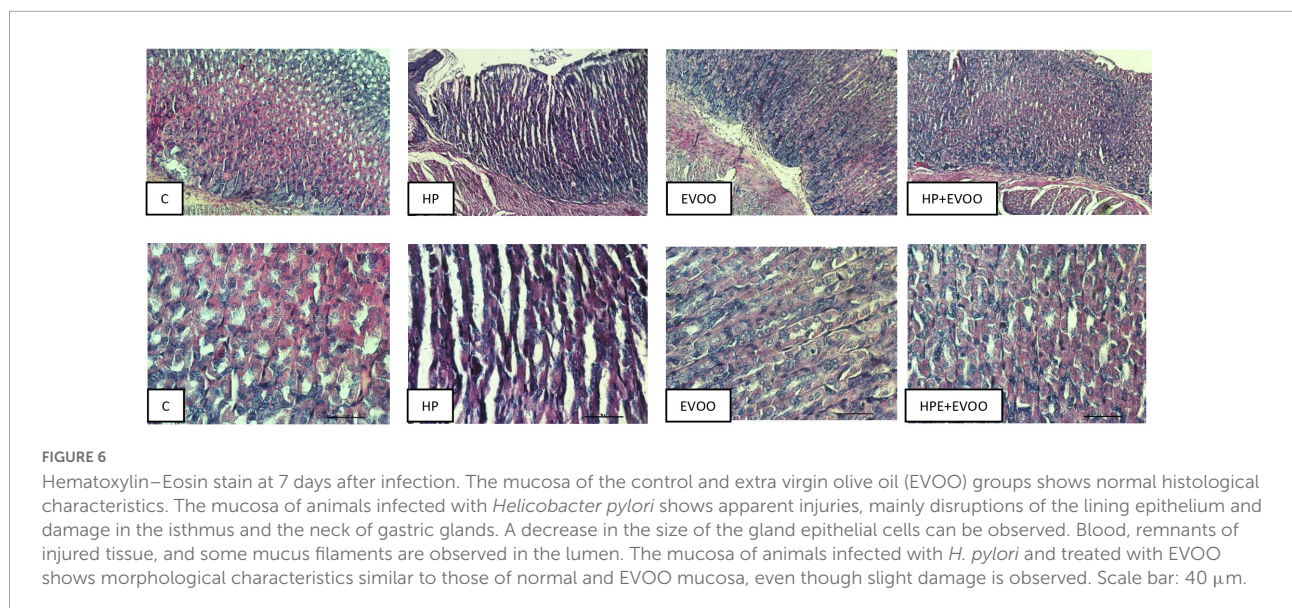 C
HP
EVOO
HP+EVOO
C
HP
EVOO
HPE+EVOO
FIGURE 6
Hematoxylin–Eosin stain at 7 days after infection. The mucosa of the control and extra virgin olive oil (EVOO) groups shows normal histological
characteristics. The mucosa of animals infected with Helicobacter pylori shows apparent injuries, mainly disruptions of the lining epithelium and
damage in the isthmus and the neck of gastric glands. A decrease in the size of the gland epithelial cells can be observed. Blood, remnants of
injured tissue, and some mucus filaments are observed in the lumen. The mucosa of animals infected with H. pylori and treated with EVOO
shows morphological characteristics similar to those of normal and EVOO mucosa, even though slight damage is observed. Scale bar: 40 μm.